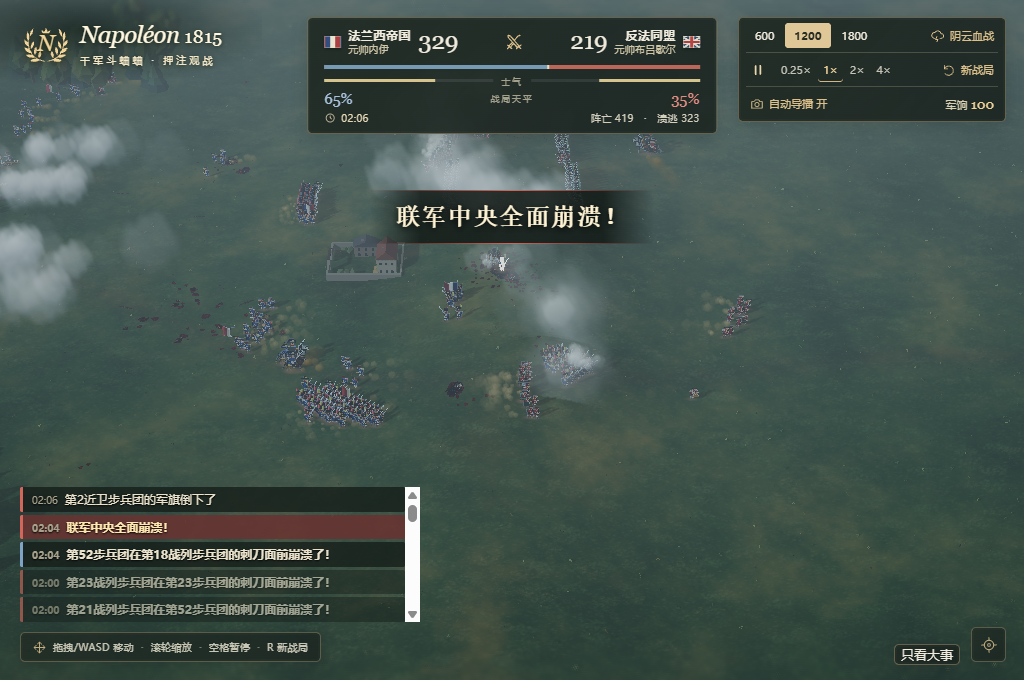 Napoléon 1815
千军斗蛐蛐 · 押注观战
法兰西帝国
元帅内伊
329
219
反法同盟
元帅布吕歇尔
士气
65%
战局天平
35%
02:06
阵亡 419 · 溃逃 323
600 1200 1800
阴云血战
0.25× 1× 2× 4×
新战局
自动导播 开
军饷 100
联军中央全面崩溃！
02:06 第2近卫步兵团的军旗倒下了
02:04 联军中央全面崩溃！
02:04 第52步兵团在第18战列步兵团的刺刀面前崩溃了！
02:00 第23战列步兵团在第23步兵团的刺刀面前崩溃了！
02:00 第21战列步兵团在第52步兵团的刺刀面前崩溃了！
拖拽/WASD 移动 · 滚轮缩放 · 空格暂停 · R 新战局
只看大事